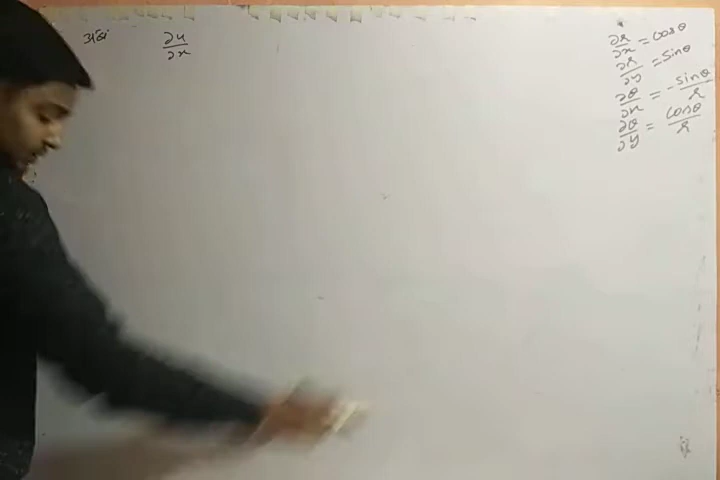 अब ∂u/∂x
∂r/∂x = cosθ
∂r/∂y = sinθ
∂θ/∂x = -sinθ/r
∂θ/∂y = cosθ/r